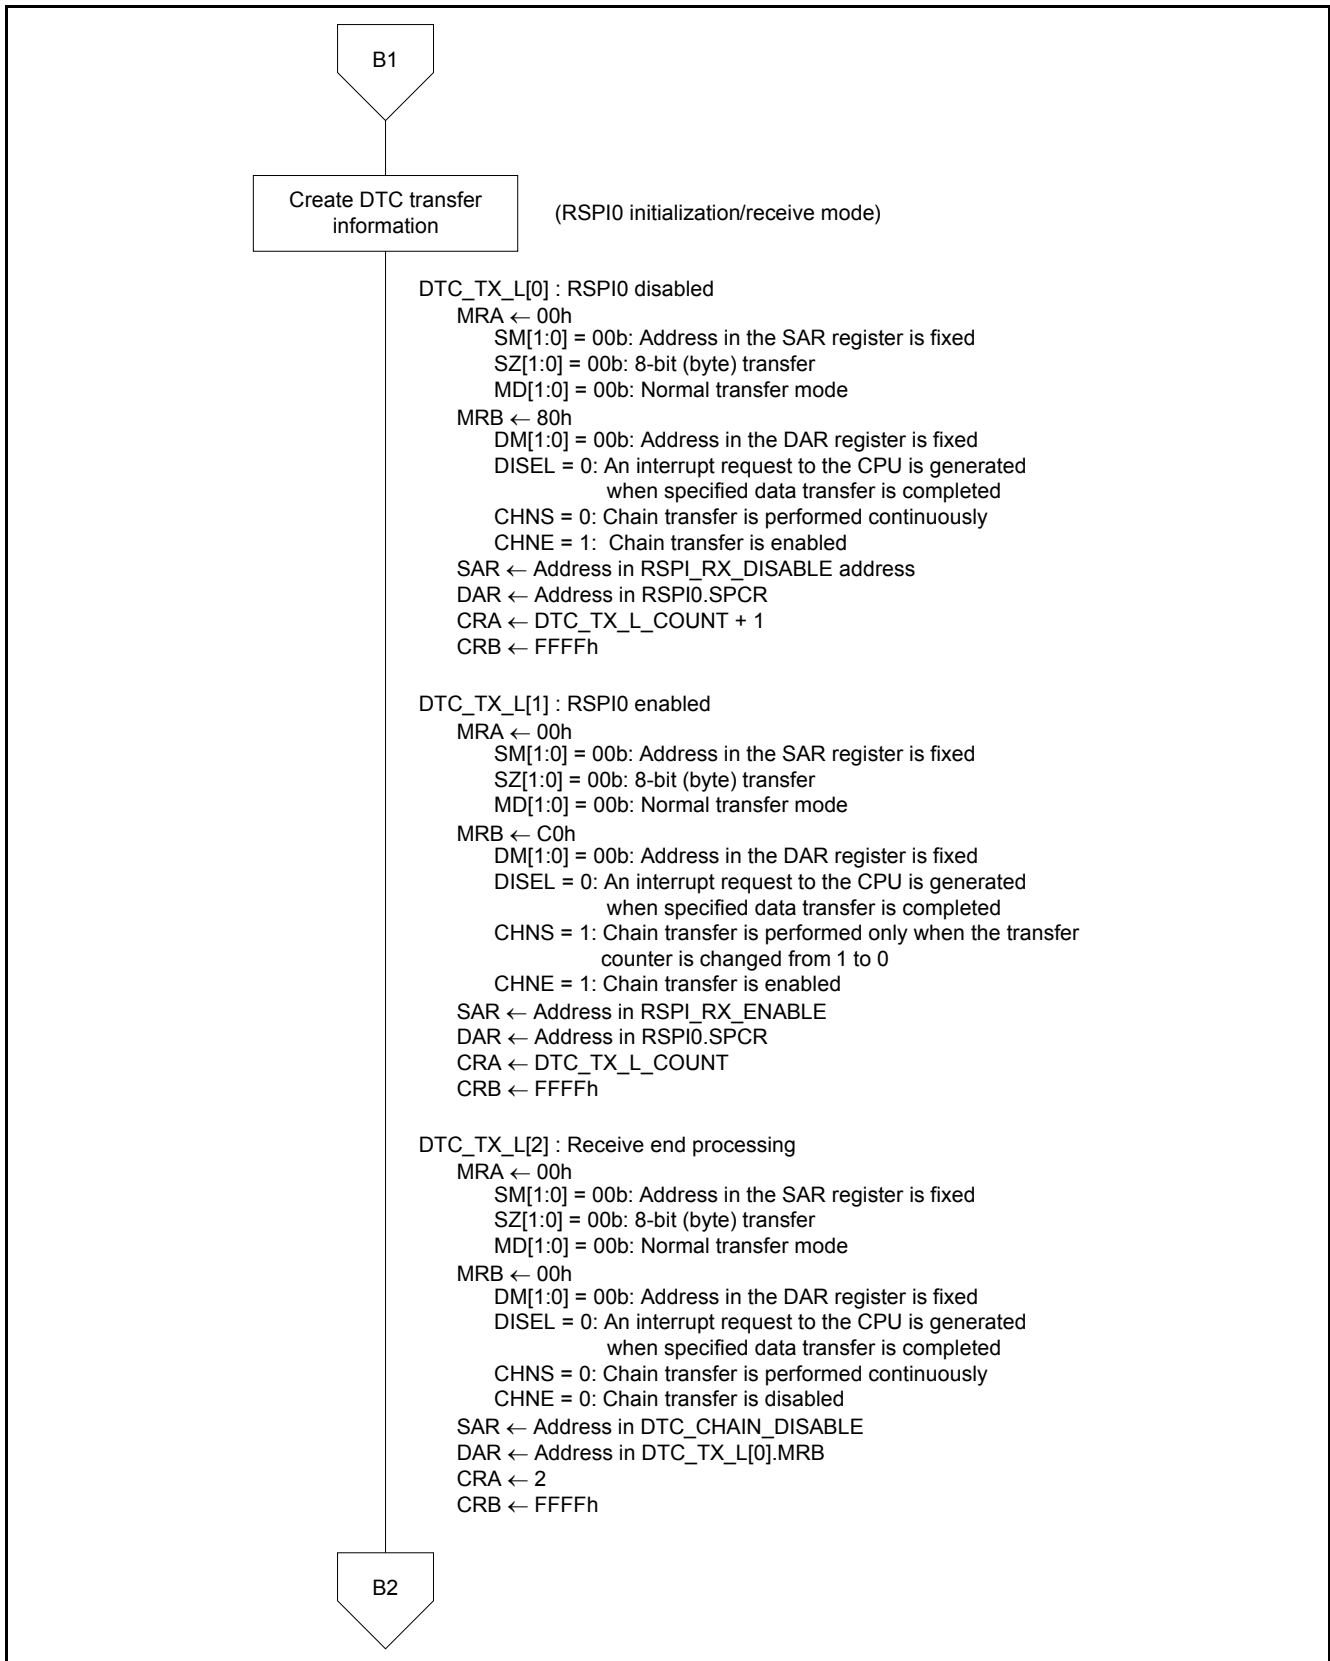 B1
Create DTC transfer
information
(RSPI0 initialization/receive mode)
DTC_TX_L[0] : RSPI0 disabled
MRA ← 00h
SM[1:0] = 00b: Address in the SAR register is fixed
SZ[1:0] = 00b: 8-bit (byte) transfer
MD[1:0] = 00b: Normal transfer mode
MRB ← 80h
DM[1:0] = 00b: Address in the DAR register is fixed
DISEL = 0: An interrupt request to the CPU is generated
when specified data transfer is completed
CHNS = 0: Chain transfer is performed continuously
CHNE = 1:  Chain transfer is enabled
SAR ← Address in RSPI_RX_DISABLE address
DAR ← Address in RSPI0.SPCR
CRA ← DTC_TX_L_COUNT + 1
CRB ← FFFFh
DTC_TX_L[1] : RSPI0 enabled
MRA ← 00h
SM[1:0] = 00b: Address in the SAR register is fixed
SZ[1:0] = 00b: 8-bit (byte) transfer
MD[1:0] = 00b: Normal transfer mode
MRB ← C0h
DM[1:0] = 00b: Address in the DAR register is fixed
DISEL = 0: An interrupt request to the CPU is generated
when specified data transfer is completed
CHNS = 1: Chain transfer is performed only when the transfer
counter is changed from 1 to 0
CHNE = 1: Chain transfer is enabled
SAR ← Address in RSPI_RX_ENABLE
DAR ← Address in RSPI0.SPCR
CRA ← DTC_TX_L_COUNT
CRB ← FFFFh
DTC_TX_L[2] : Receive end processing
MRA ← 00h
SM[1:0] = 00b: Address in the SAR register is fixed
SZ[1:0] = 00b: 8-bit (byte) transfer
MD[1:0] = 00b: Normal transfer mode
MRB ← 00h
DM[1:0] = 00b: Address in the DAR register is fixed
DISEL = 0: An interrupt request to the CPU is generated
when specified data transfer is completed
CHNS = 0: Chain transfer is performed continuously
CHNE = 0: Chain transfer is disabled
SAR ← Address in DTC_CHAIN_DISABLE
DAR ← Address in DTC_TX_L[0].MRB
CRA ← 2
CRB ← FFFFh
B2